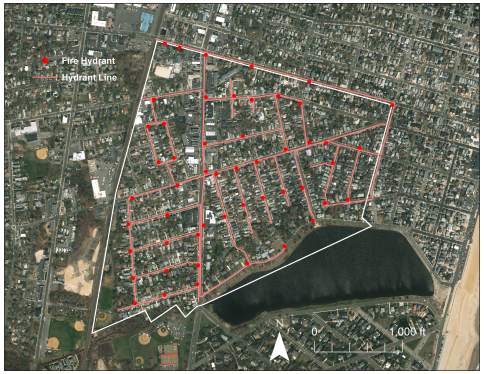 Fire Hydrant
Hydrant Line
N
0
1,000 ft